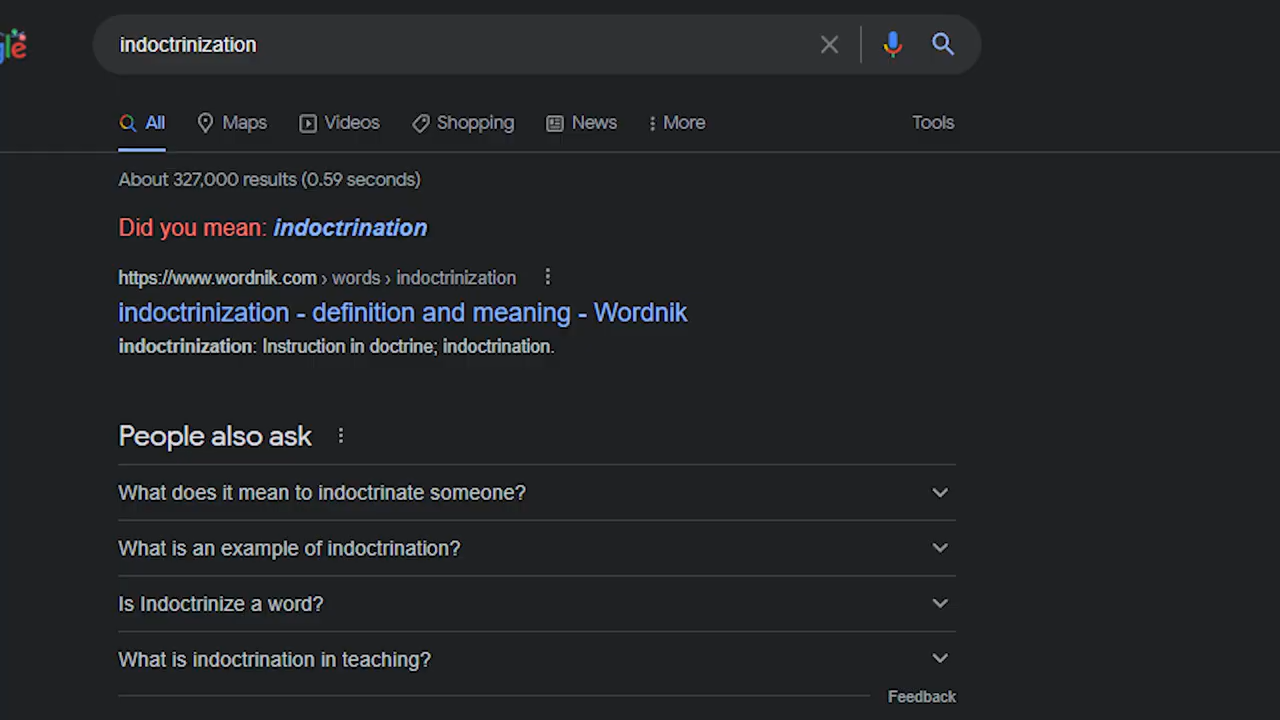 gle
indoctrinization
All Maps Videos Shopping News More Tools
About 327,000 results (0.59 seconds)
Did you mean: indoctrination
https://www.wordnik.com › words › indoctrinization
indoctrinization - definition and meaning - Wordnik
indoctrinization: Instruction in doctrine; indoctrination.
People also ask
What does it mean to indoctrinate someone?
What is an example of indoctrination?
Is Indoctrinize a word?
What is indoctrination in teaching?
Feedback